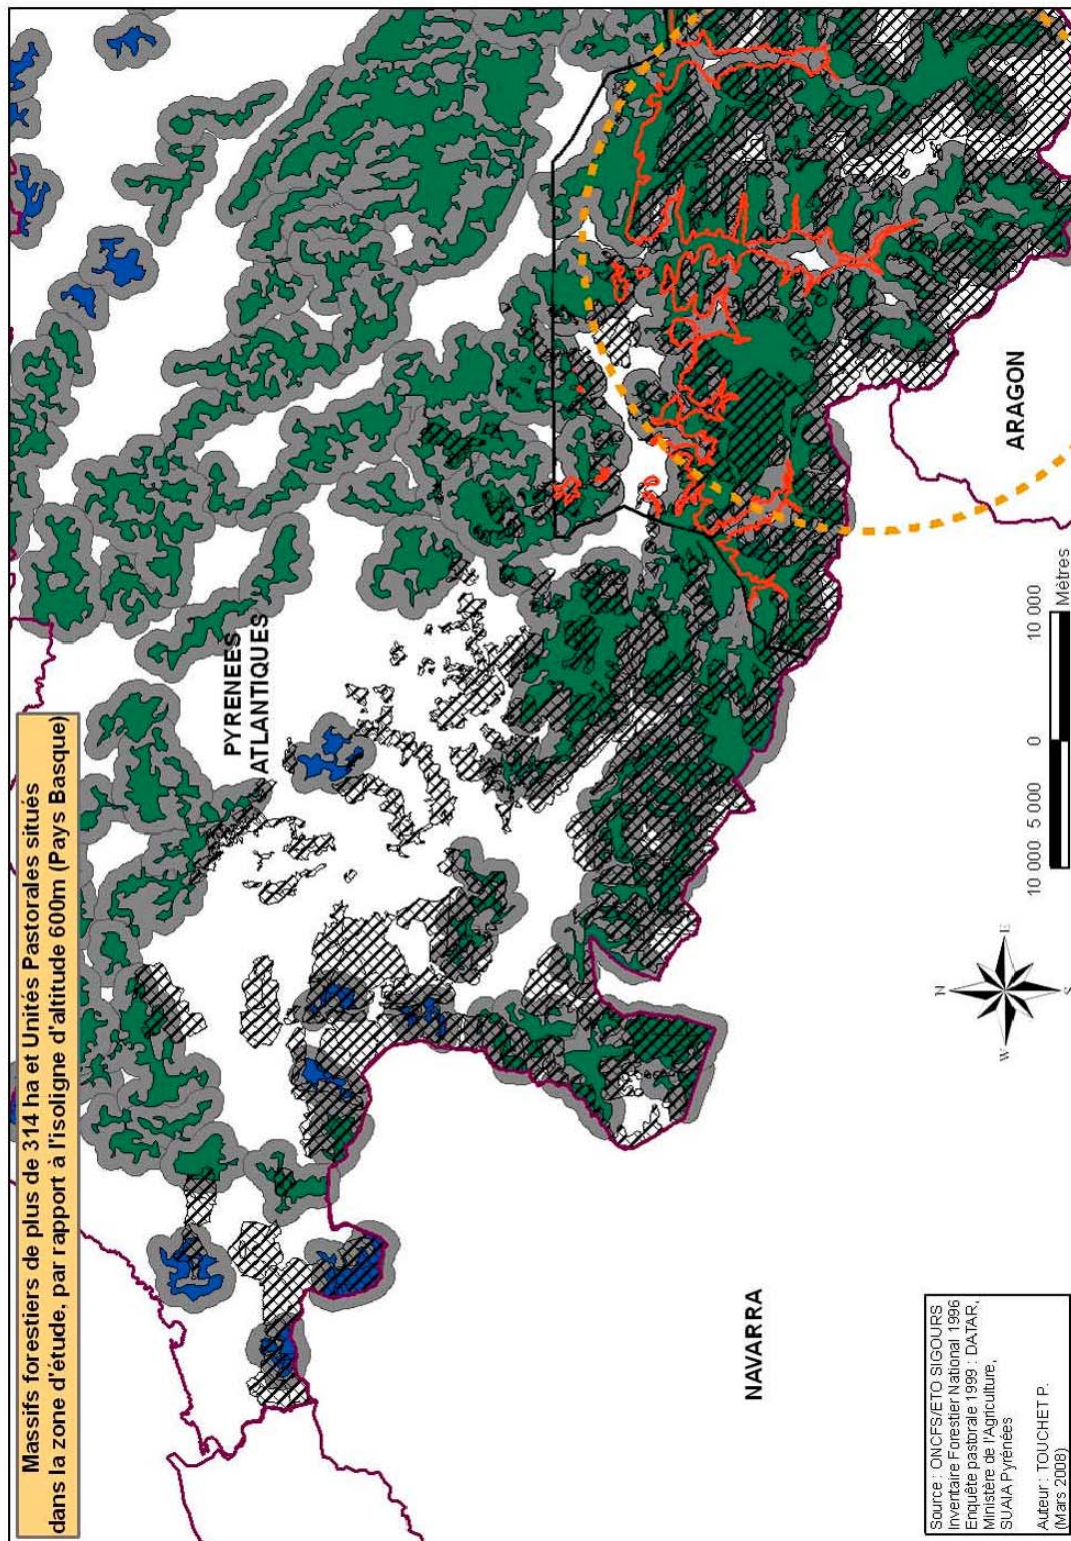 Massifs forestiers de plus de 314 ha et Unités Pastorales situés
dans la zone d'étude, par rapport à l'isoligne d'altitude 600m (Pays Basque)
PYRENEES
ATLANTIQUES
NAVARRA
ARAGON
N
W
E
S
10 000 5 000 0 10 000
Mètres
Source : ONCFS/ETO SIGOURS
Inventaire Forestier National 1996
Enquête pastorale 1999 : DATAR,
Ministère de l'Agriculture,
SUAIA Pyrénées
Auteur : TOUCHET P.
(Mars 2008)